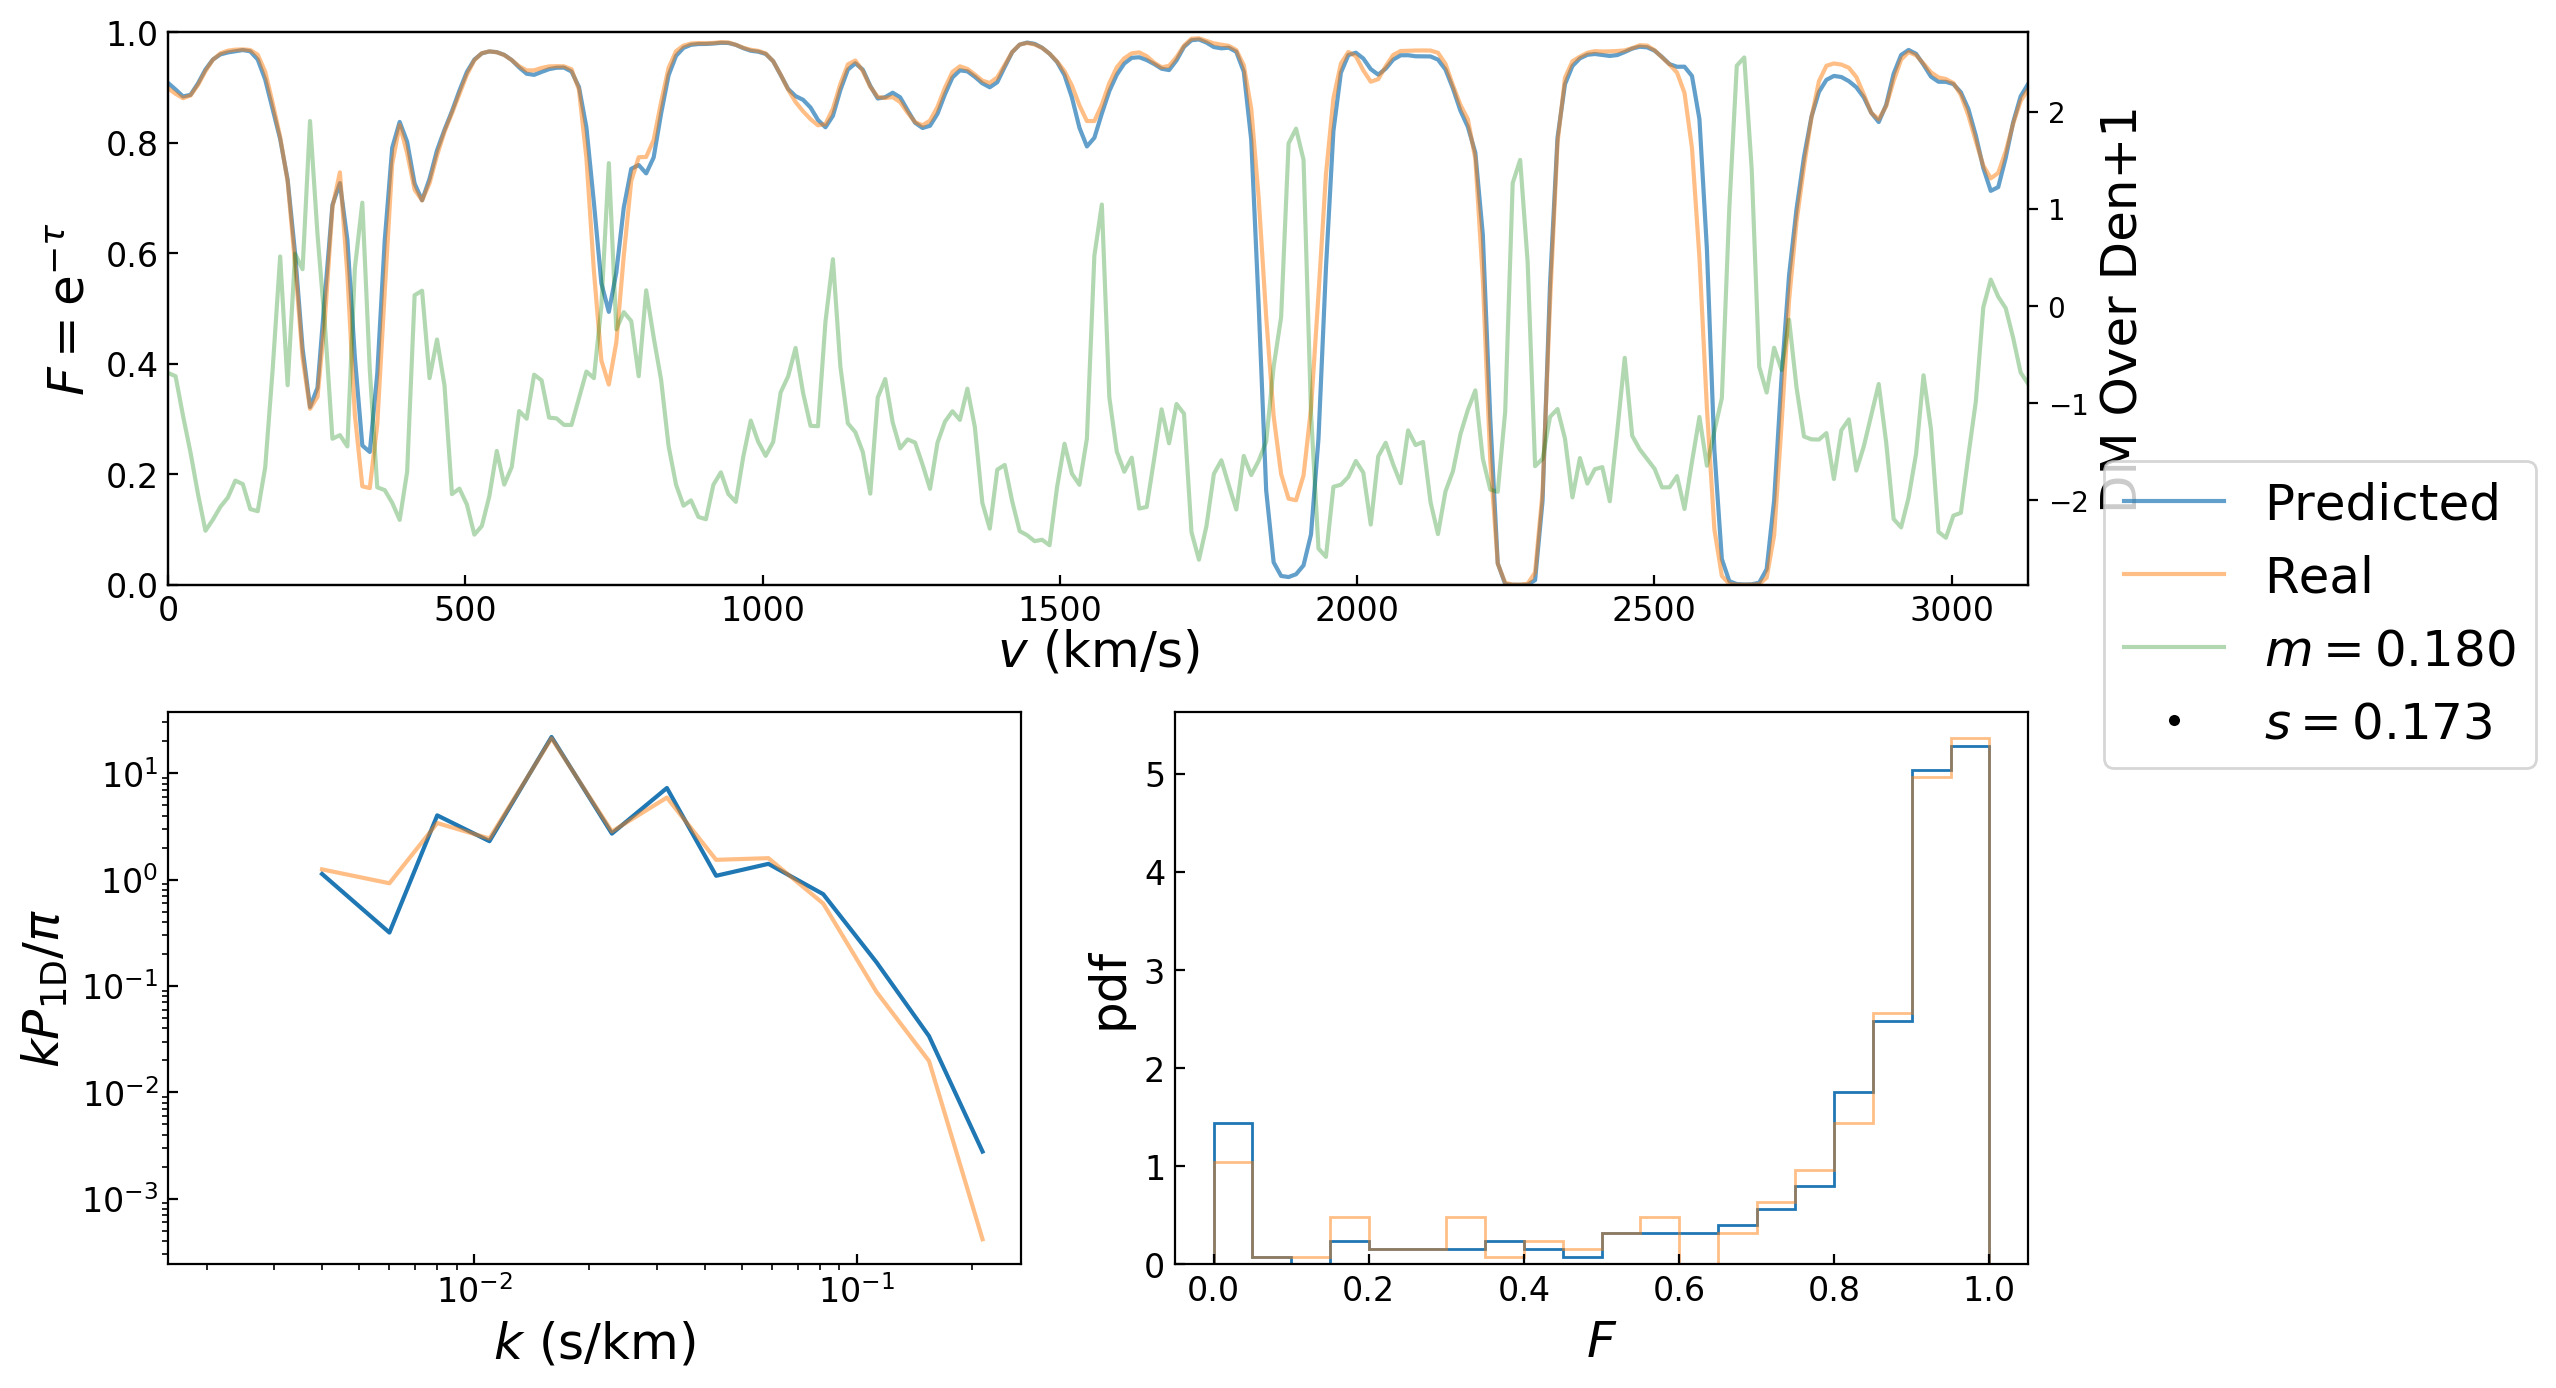 1.0
0.8
0.6
0.4
0.2
0.0
F = e^{-τ}
0 500 1000 1500 2000 2500 3000
v (km/s)
2
1
0
−1
−2
DM Over Den+1
Predicted
Real
m = 0.180
s = 0.173
10^1
10^0
10^{-1}
10^{-2}
10^{-3}
kP_{1D}/π
10^{-2} 10^{-1}
k (s/km)
5
4
3
2
1
0
pdf
0.0 0.2 0.4 0.6 0.8 1.0
F